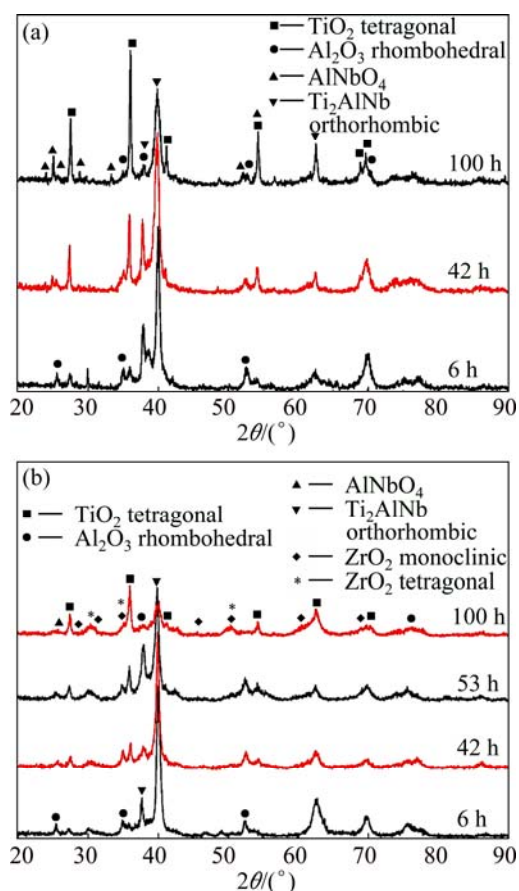 (a)
■ — TiO₂ tetragonal
● — Al₂O₃ rhombohedral
▲ — AlNbO₄
▼ — Ti₂AlNb
orthorhombic
100 h
42 h
6 h
20 30 40 50 60 70 80 90
2θ/(°)
(b)
■ — TiO₂ tetragonal
● — Al₂O₃ rhombohedral
▲ — AlNbO₄
▼ — Ti₂AlNb
orthorhombic
◆ — ZrO₂ monoclinic
* — ZrO₂ tetragonal
100 h
53 h
42 h
6 h
20 30 40 50 60 70 80 90
2θ/(°)